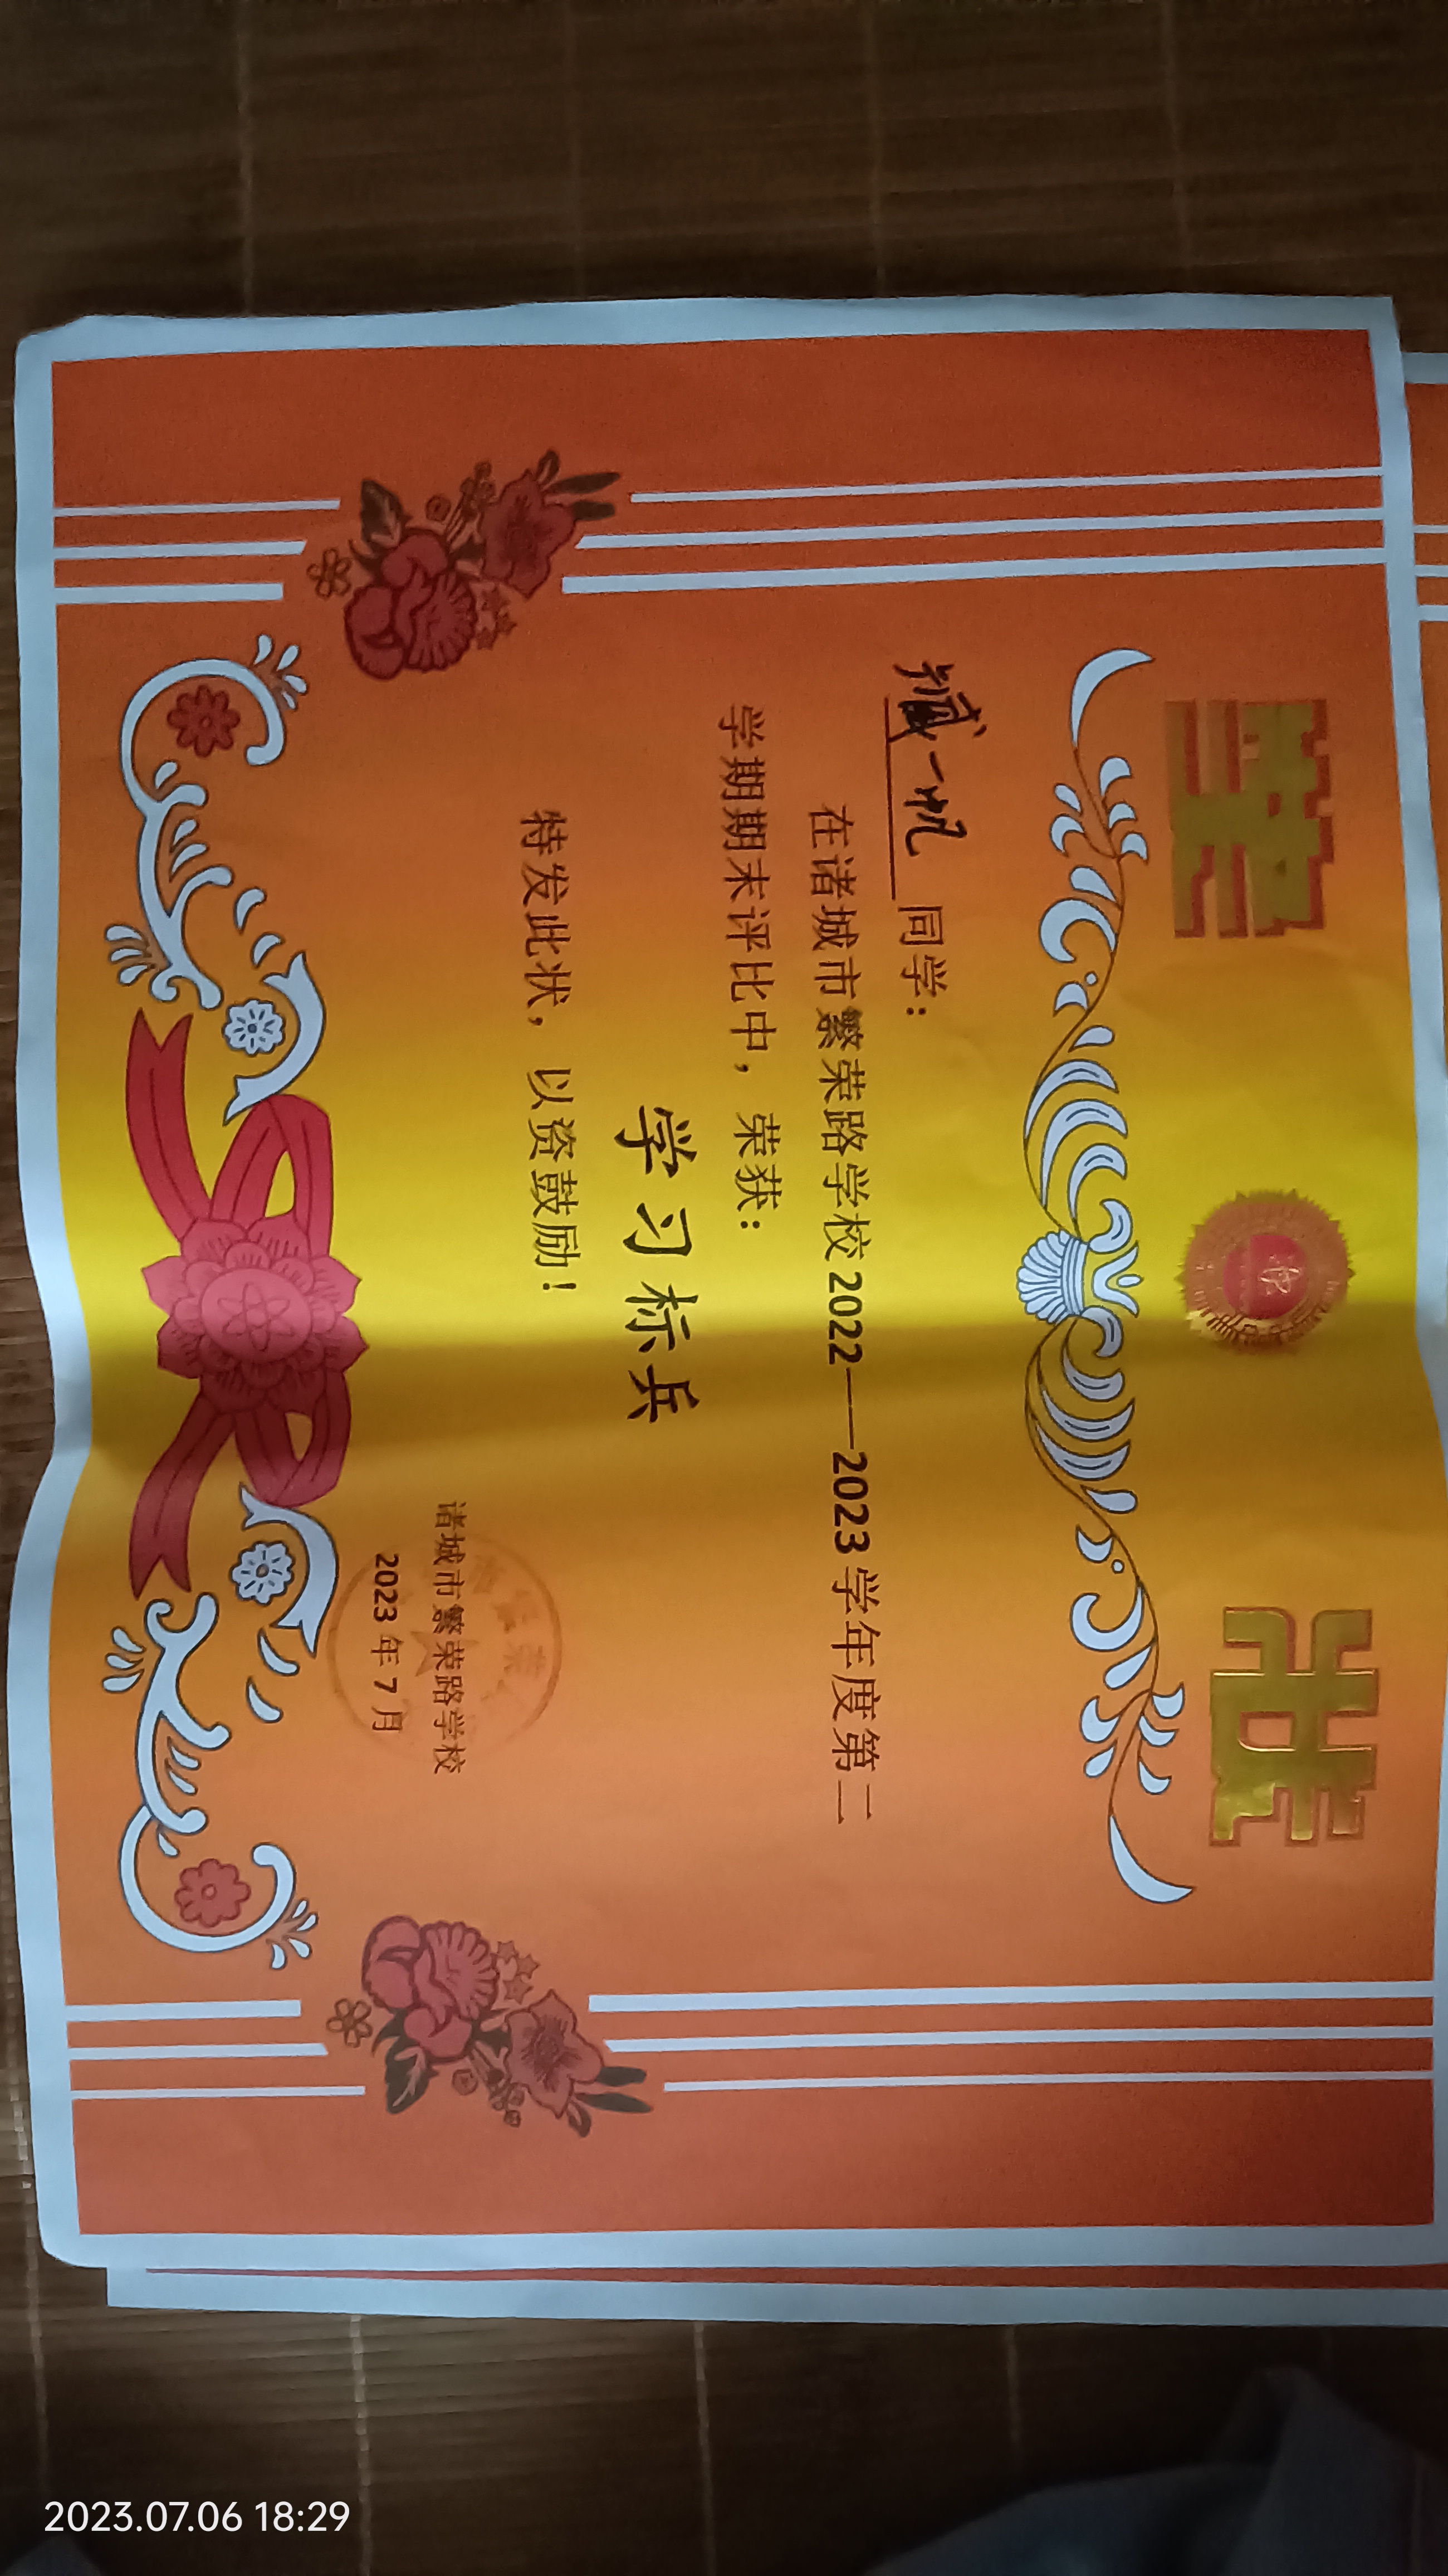 奖状
臧一帆同学：
在诸城市繁荣路学校2022——2023学年度第二
学期期末评比中，荣获：
学习标兵
特发此状，以资鼓励！
诸城市繁荣路学校
2023年7月
2023.07.06 18:29